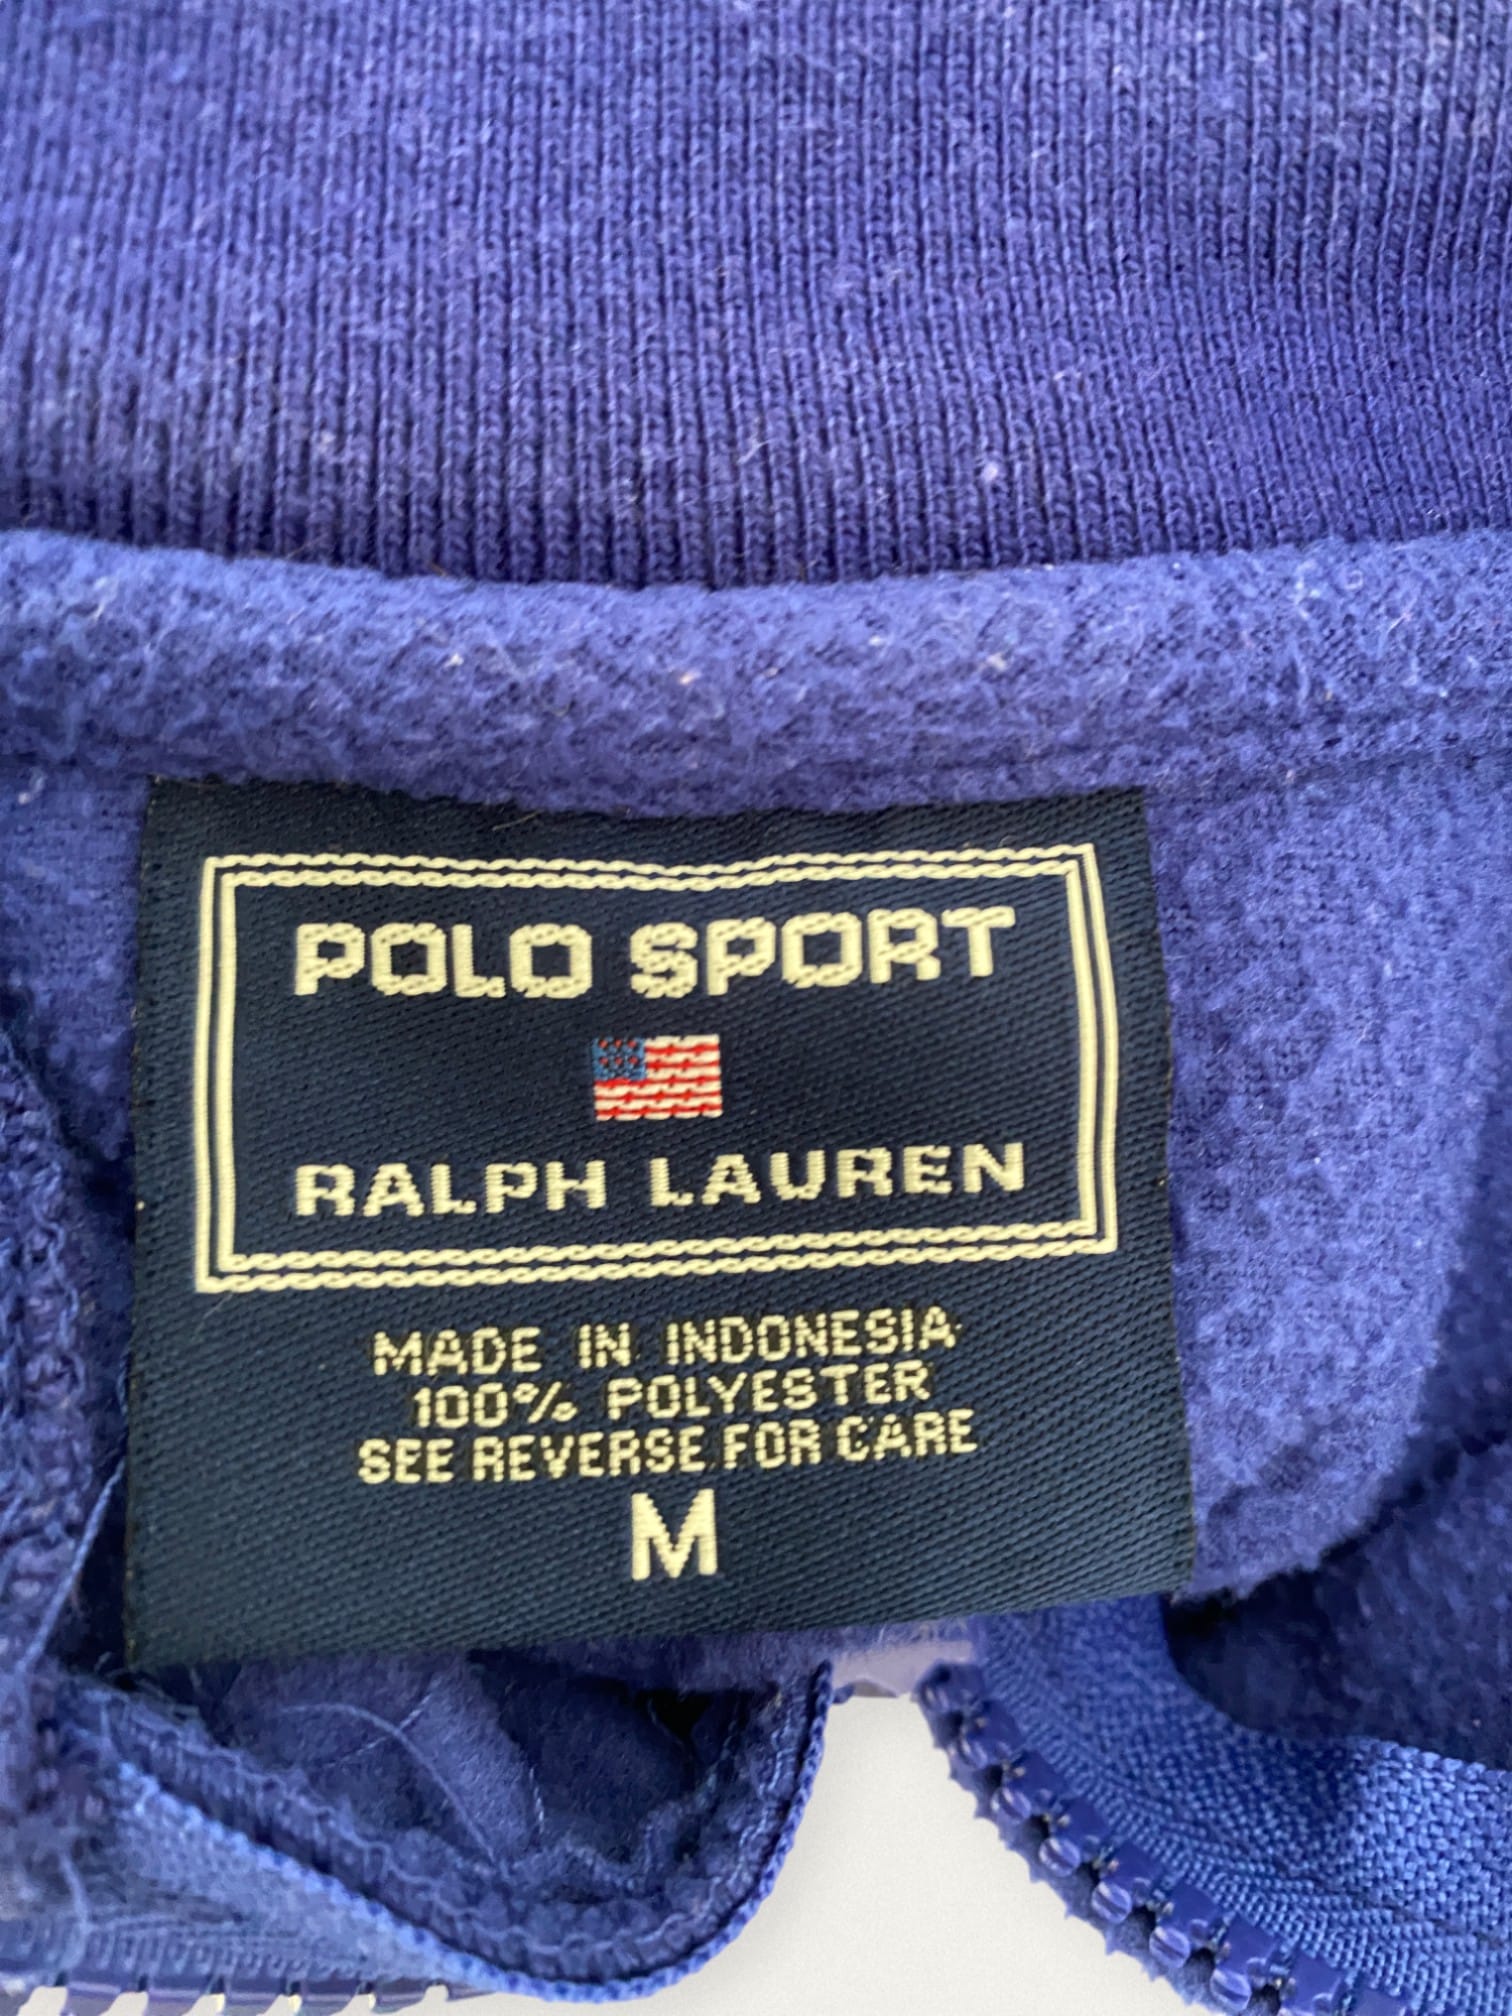 POLO SPORT
RALPH LAUREN
MADE IN INDONESIA
100% POLYESTER
SEE REVERSE FOR CARE
M